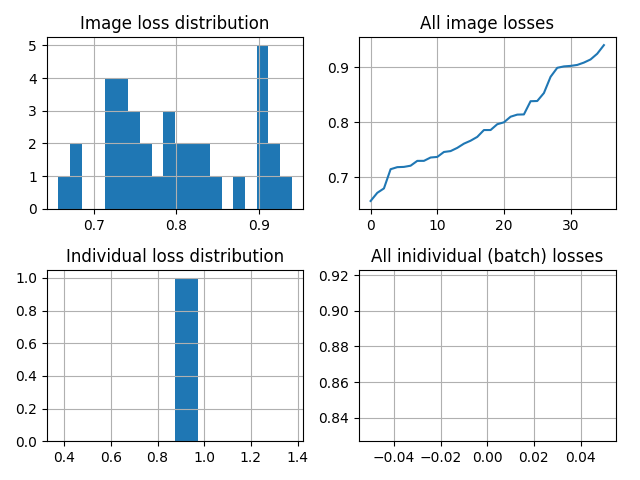 Image loss distribution
5
4
3
2
1
0
0.7 0.8 0.9
All image losses
0.9
0.8
0.7
0 10 20 30
Individual loss distribution
1.0
0.8
0.6
0.4
0.2
0.0
0.4 0.6 0.8 1.0 1.2 1.4
All inidividual (batch) losses
0.92
0.90
0.88
0.86
0.84
−0.04 −0.02 0.00 0.02 0.04